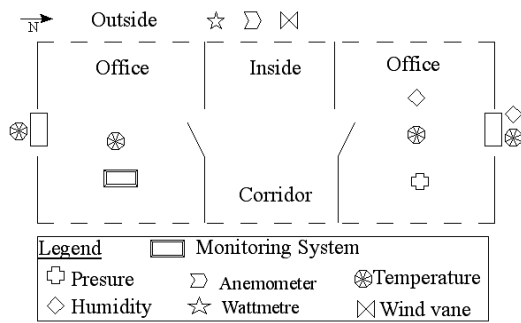 N
Outside
Office
Inside
Office
Corridor
Legend
Monitoring System
Presure
Anemometer
Temperature
Humidity
Wattmetre
Wind vane